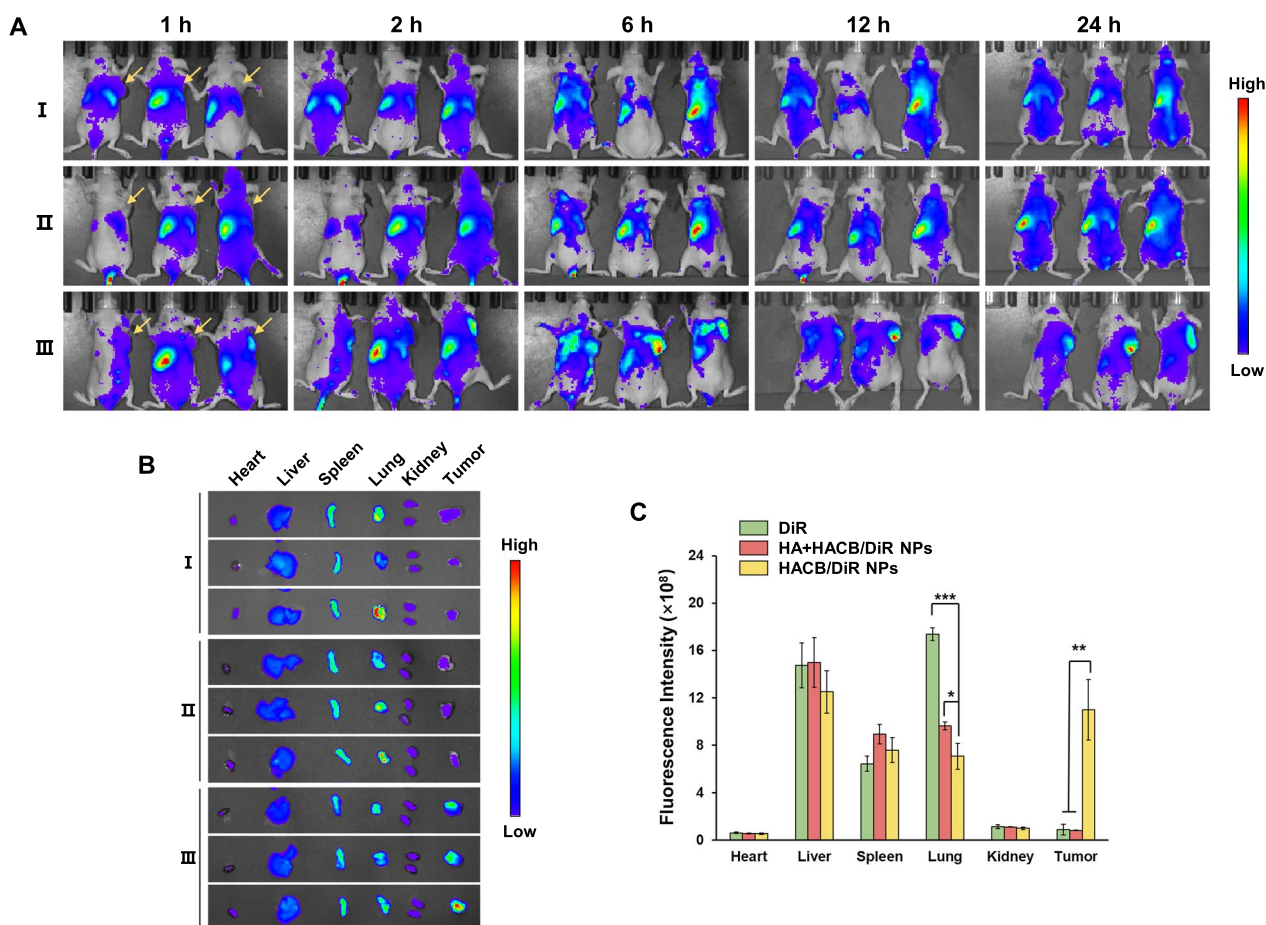 A
1 h
2 h
6 h
12 h
24 h
I
II
III
High
Low
B
Heart
Liver
Spleen
Lung
Kidney
Tumor
I
II
III
High
Low
C
DiR
HA+HACB/DiR NPs
HACB/DiR NPs
Fluorescence Intensity (×10⁸)
24
20
16
12
8
4
0
***
*
**
Heart
Liver
Spleen
Lung
Kidney
Tumor